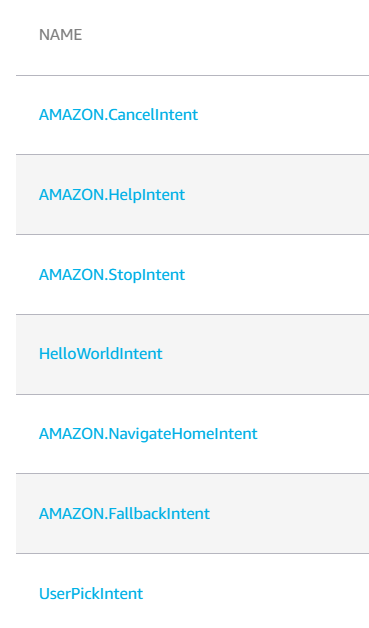 NAME
AMAZON.CancelIntent
AMAZON.HelpIntent
AMAZON.StopIntent
HelloWorldIntent
AMAZON.NavigateHomeIntent
AMAZON.FallbackIntent
UserPickIntent